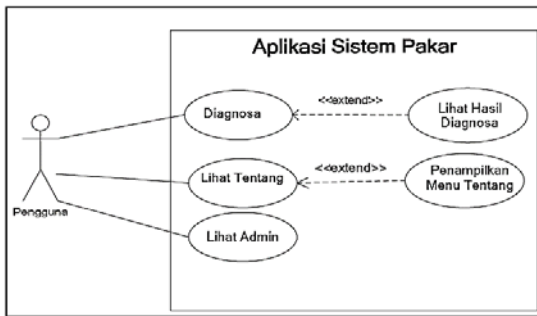 Aplikasi Sistem Pakar
Diagnosa
<<extend>>
Lihat Hasil
Diagnosa
Lihat Tentang
<<extend>>
Penampilkan
Menu Tentang
Pengguna
Lihat Admin